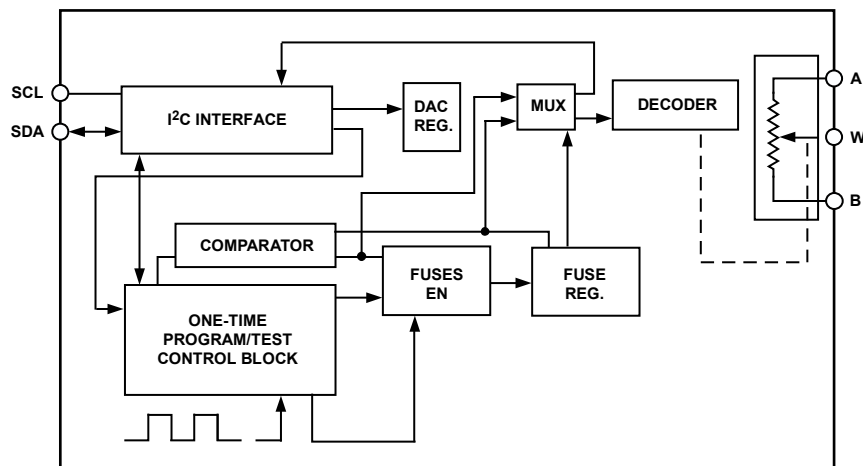 SCL
SDA
I²C INTERFACE
DAC
REG.
MUX
DECODER
A
W
B
COMPARATOR
FUSES
EN
FUSE
REG.
ONE-TIME
PROGRAM/TEST
CONTROL BLOCK